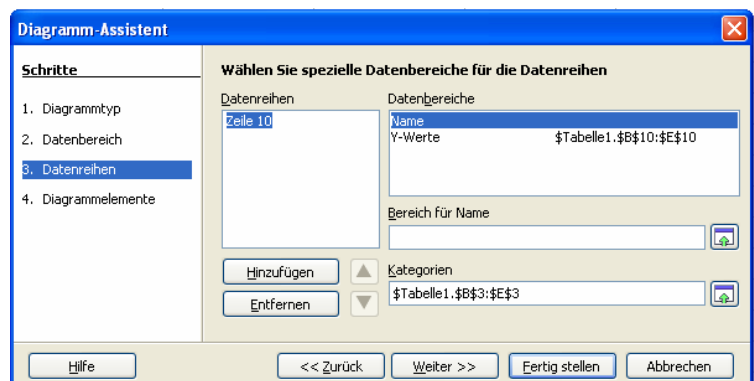 Diagramm-Assistent
Schritte
1. Diagrammtyp
2. Datenbereich
3. Datenreihen
4. Diagrammelemente
Wählen Sie spezielle Datenbereiche für die Datenreihen
Datenreihen
Zeile 10
Datenbereiche
Name
Y-Werte $Tabelle1.$B$10:$E$10
Bereich für Name
Hinzufügen
Entfernen
Kategorien
$Tabelle1.$B$3:$E$3
Hilfe
<< Zurück
Weiter >>
Fertig stellen
Abbrechen